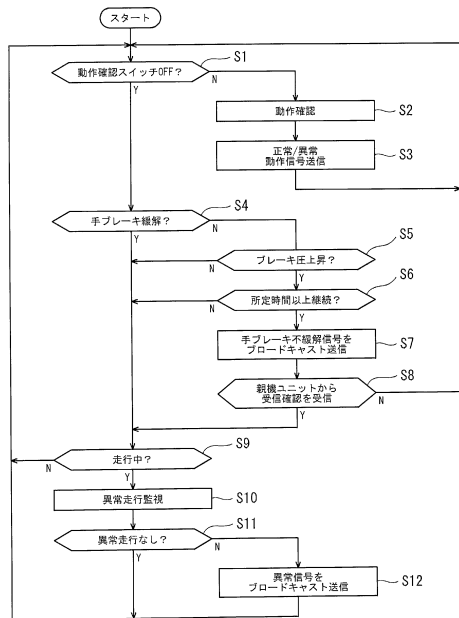 スタート
動作確認スイッチOFF？
S1
Y
N
動作確認
S2
正常/異常
動作信号送信
S3
手ブレーキ緩解？
S4
Y
N
ブレーキ圧上昇？
S5
N
Y
所定時間以上継続？
S6
N
Y
手ブレーキ不緩解信号を
ブロードキャスト送信
S7
親機ユニットから
受信確認を受信
S8
N
Y
走行中？
S9
N
Y
異常走行監視
S10
異常走行なし？
S11
N
Y
異常信号を
ブロードキャスト送信
S12